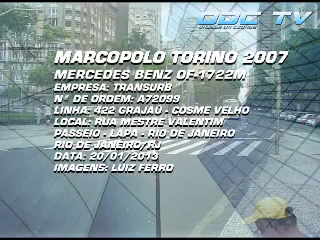 ODC TV
MARCOPOLO TORINO 2007
MERCEDES BENZ OF-1722M
EMPRESA: TRANSURB
Nº DE ORDEM: A72099
LINHA: 422 GRAJAÚ - COSME VELHO
LOCAL: RUA MESTRE VALENTIM
PASSEIO - LAPA - RIO DE JANEIRO
RIO DE JANEIRO/RJ
DATA: 20/01/2013
IMAGENS: LUIZ FERRO